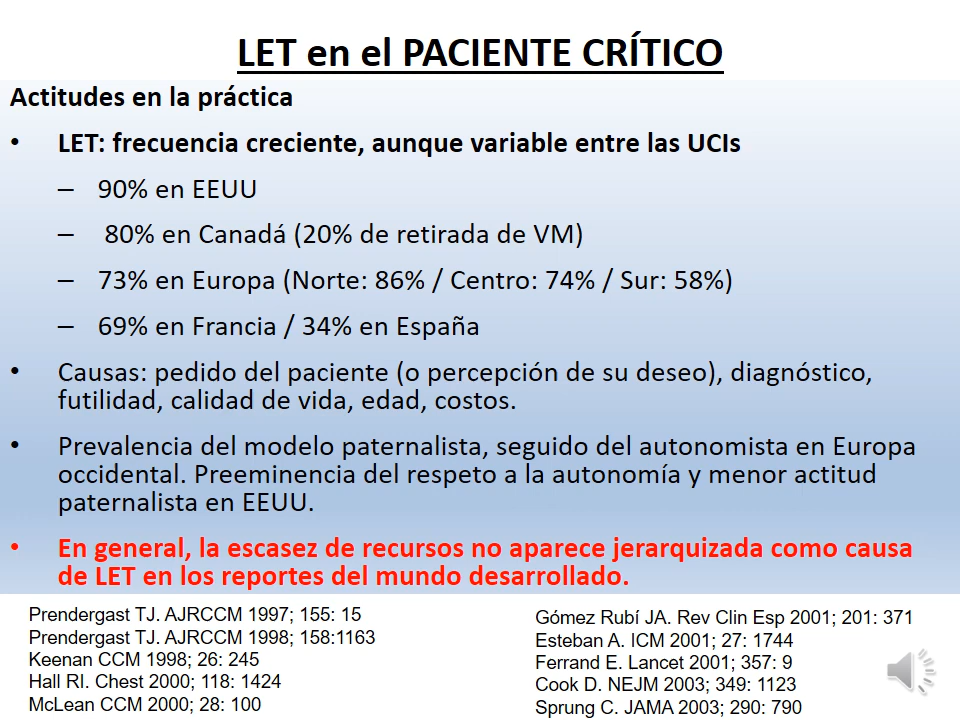 LET en el PACIENTE CRÍTICO
Actitudes en la práctica
• LET: frecuencia creciente, aunque variable entre las UCIs
– 90% en EEUU
– 80% en Canadá (20% de retirada de VM)
– 73% en Europa (Norte: 86% / Centro: 74% / Sur: 58%)
– 69% en Francia / 34% en España
• Causas: pedido del paciente (o percepción de su deseo), diagnóstico,
futilidad, calidad de vida, edad, costos.
• Prevalencia del modelo paternalista, seguido del autonomista en Europa
occidental. Preeminencia del respeto a la autonomía y menor actitud
paternalista en EEUU.
• En general, la escasez de recursos no aparece jerarquizada como causa
de LET en los reportes del mundo desarrollado.
Prendergast TJ. AJRCCM 1997; 155: 15
Prendergast TJ. AJRCCM 1998; 158:1163
Keenan CCM 1998; 26: 245
Hall RI. Chest 2000; 118: 1424
McLean CCM 2000; 28: 100
Gómez Rubí JA. Rev Clin Esp 2001; 201: 371
Esteban A. ICM 2001; 27: 1744
Ferrand E. Lancet 2001; 357: 9
Cook D. NEJM 2003; 349: 1123
Sprung C. JAMA 2003; 290: 790